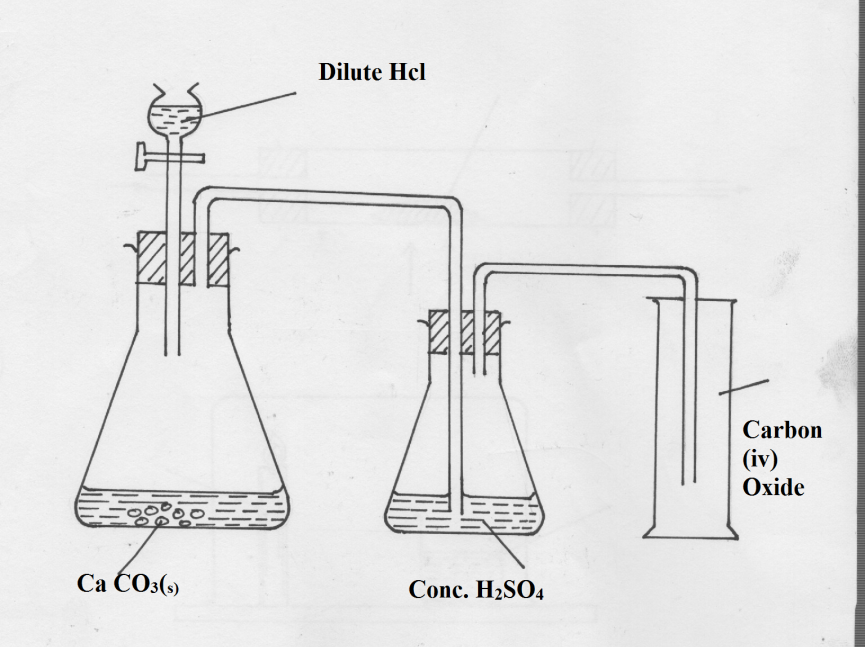 Dilute Hcl
Carbon
(iv)
Oxide
Ca CO₃(s)
Conc. H₂SO₄